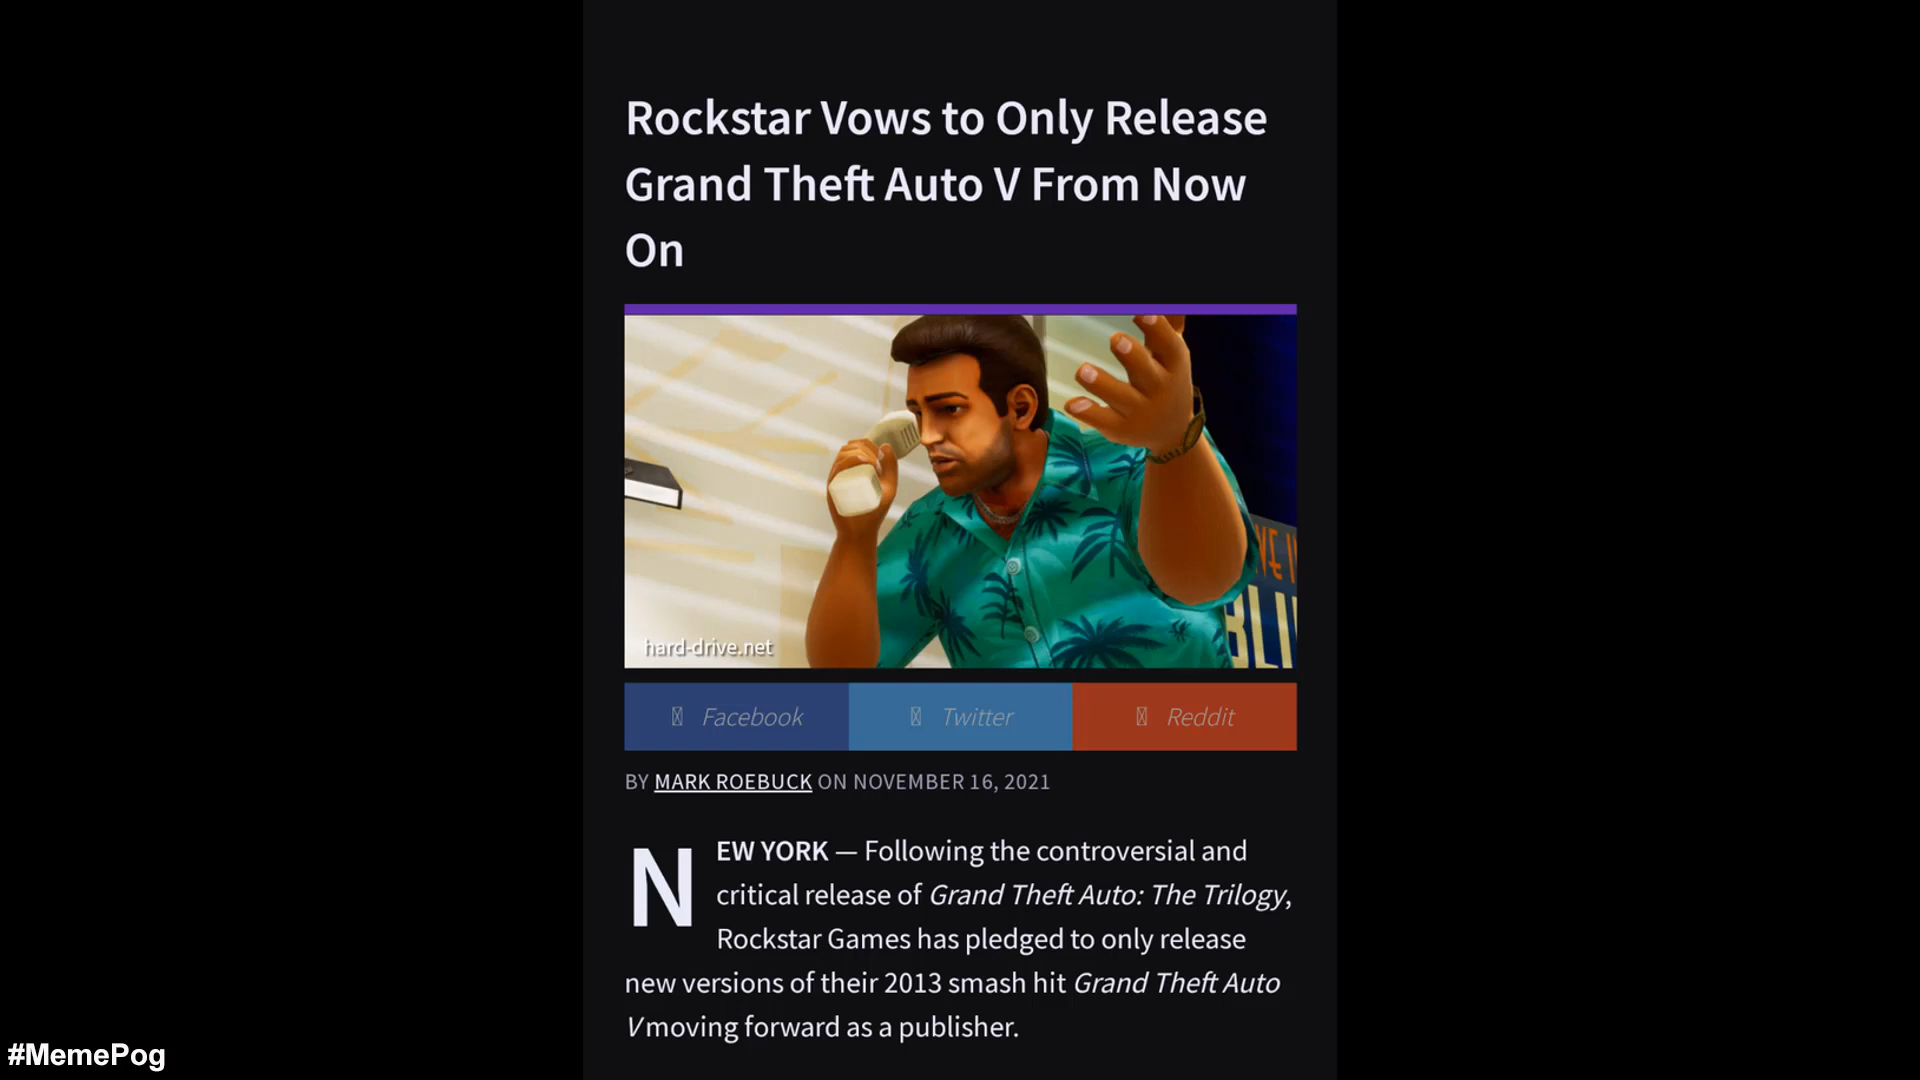 Rockstar Vows to Only Release
Grand Theft Auto V From Now
On
hard-drive.net
Facebook
Twitter
Reddit
BY MARK ROEBUCK ON NOVEMBER 16, 2021
NEW YORK — Following the controversial and
critical release of Grand Theft Auto: The Trilogy,
Rockstar Games has pledged to only release
new versions of their 2013 smash hit Grand Theft Auto
V moving forward as a publisher.
#MemePog